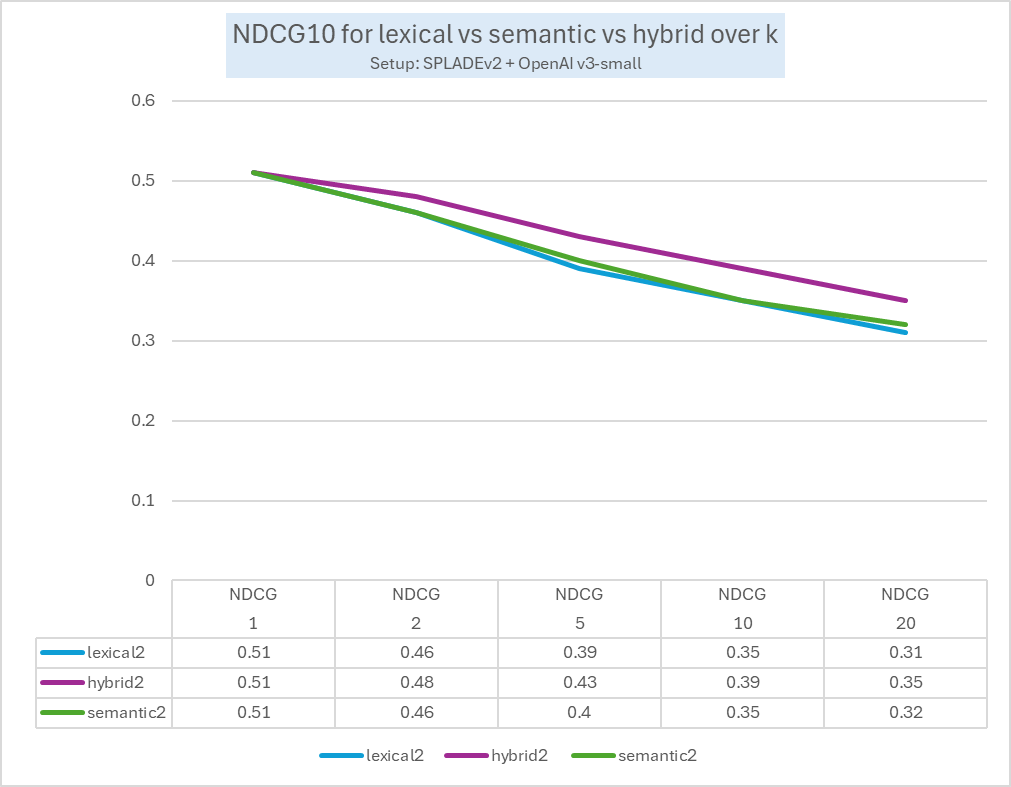 NDCG10 for lexical vs semantic vs hybrid over k
Setup: SPLADEv2 + OpenAI v3-small
0.6
0.5
0.4
0.3
0.2
0.1
0
NDCG NDCG NDCG NDCG NDCG
1 2 5 10 20
lexical2 0.51 0.46 0.39 0.35 0.31
hybrid2 0.51 0.48 0.43 0.39 0.35
semantic2 0.51 0.46 0.4 0.35 0.32
lexical2 hybrid2 semantic2